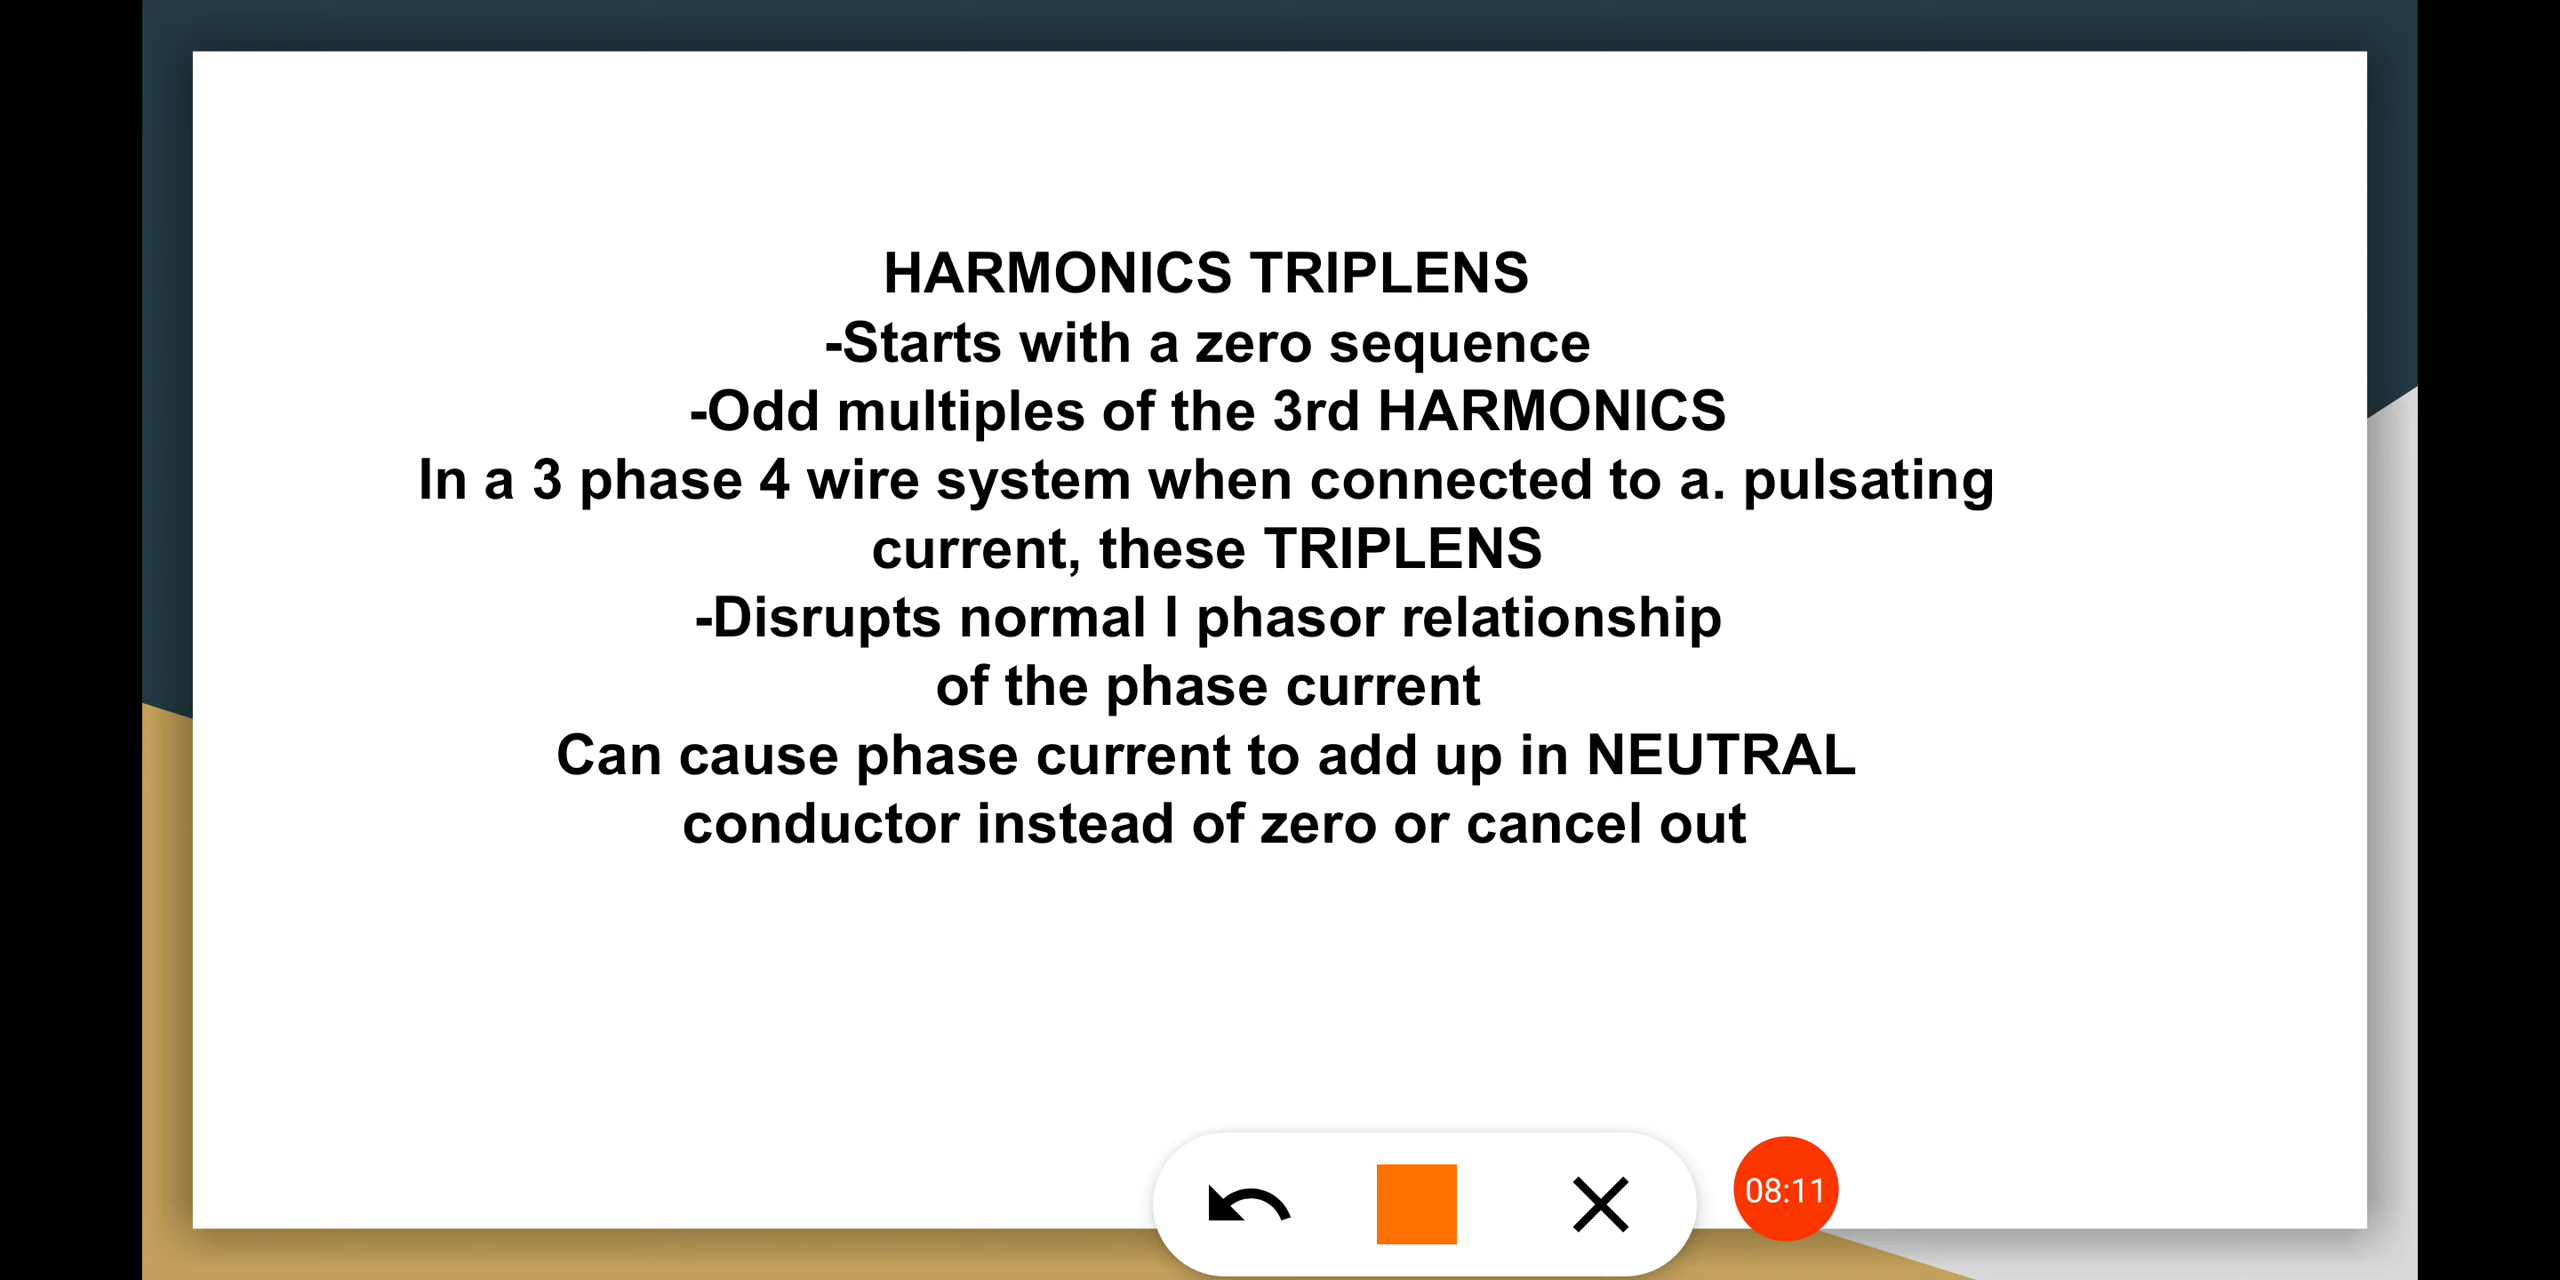 HARMONICS TRIPLENS
-Starts with a zero sequence
-Odd multiples of the 3rd HARMONICS
In a 3 phase 4 wire system when connected to a. pulsating
current, these TRIPLENS
-Disrupts normal I phasor relationship
of the phase current
Can cause phase current to add up in NEUTRAL
conductor instead of zero or cancel out
08:11